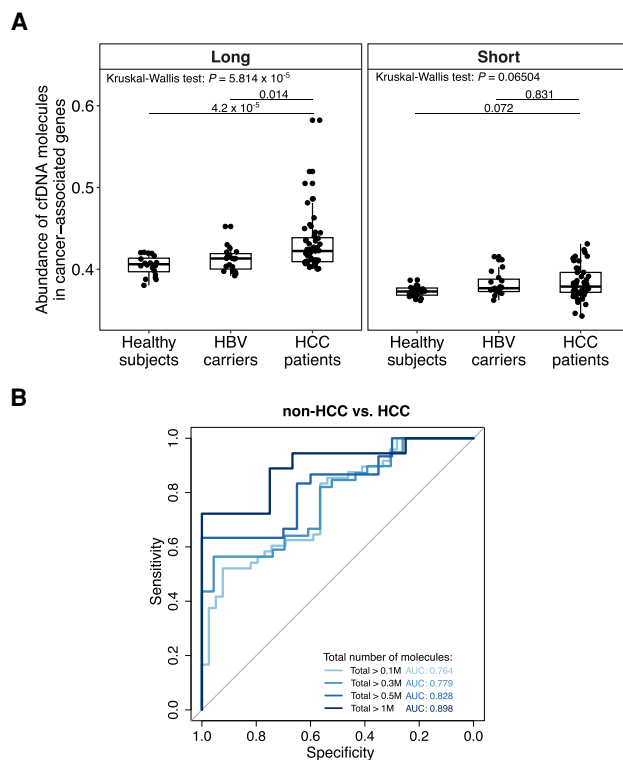 A
Long
Short
Kruskal-Wallis test: P = 5.814 x 10-5
Kruskal-Wallis test: P = 0.06504
0.014
4.2 x 10-5
0.831
0.072
Abundance of cfDNA molecules
in cancer−associated genes
0.6
0.5
0.4
Healthy
subjects
HBV
carriers
HCC
patients
Healthy
subjects
HBV
carriers
HCC
patients
B
non-HCC vs. HCC
Sensitivity
1.0
0.8
0.6
0.4
0.2
0.0
Total number of molecules:
Total > 0.1M AUC: 0.764
Total > 0.3M AUC: 0.779
Total > 0.5M AUC: 0.828
Total > 1M AUC: 0.898
1.0 0.8 0.6 0.4 0.2 0.0
Specificity